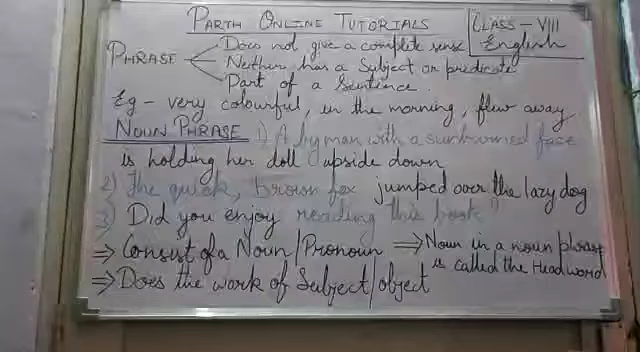 PARTH ONLINE TUTORIALS
CLASS - VIII
English
PHRASE
Does not give a complete sense
Neither has a Subject or predicate
Part of a Sentence.
Eg - very colourful, in the morning, flew away.
NOUN PHRASE 1) A man with a sunburned face
is holding her doll upside down
2) The quick, brown fox jumped over the lazy dog
3) Did you enjoy reading this book?
⇒ Consist of a Noun/Pronoun ⇒ Noun in a noun phrase
is called the Headword
⇒ Does the work of Subject/object